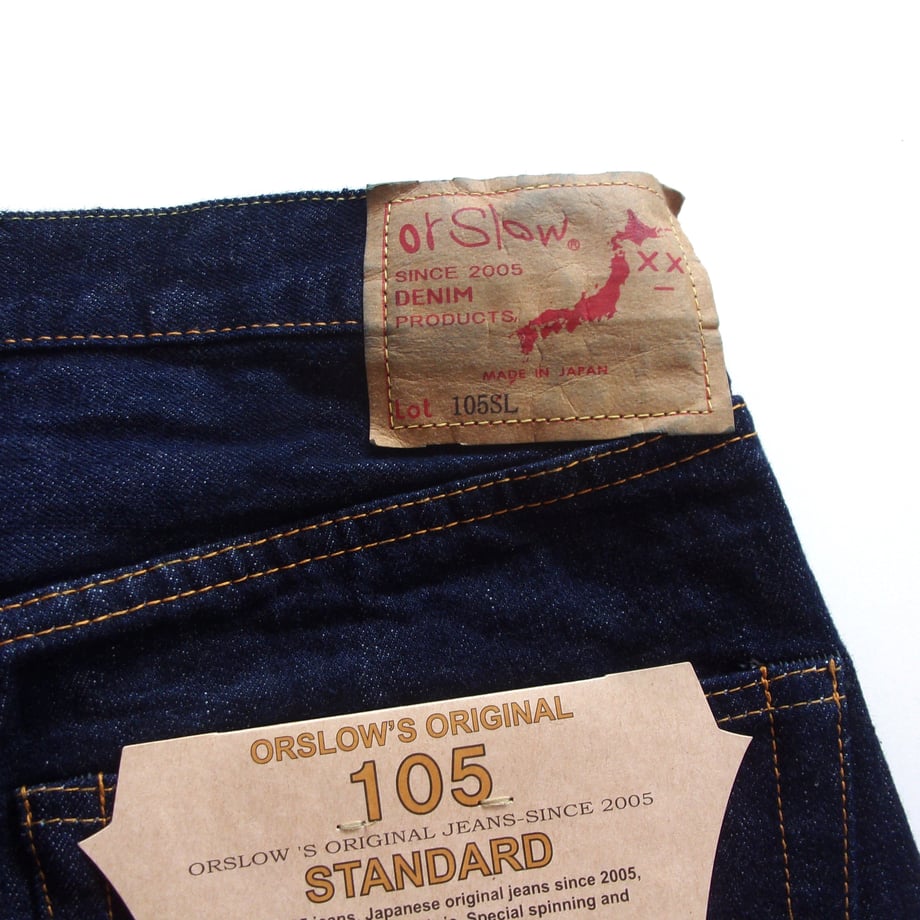 orSlow®
SINCE 2005
DENIM
PRODUCTS,
XX
MADE IN JAPAN
Lot 105SL
ORSLOW'S ORIGINAL
105
ORSLOW 'S ORIGINAL JEANS-SINCE 2005
STANDARD
jeans, Japanese original jeans since 2005,
Special spinning and